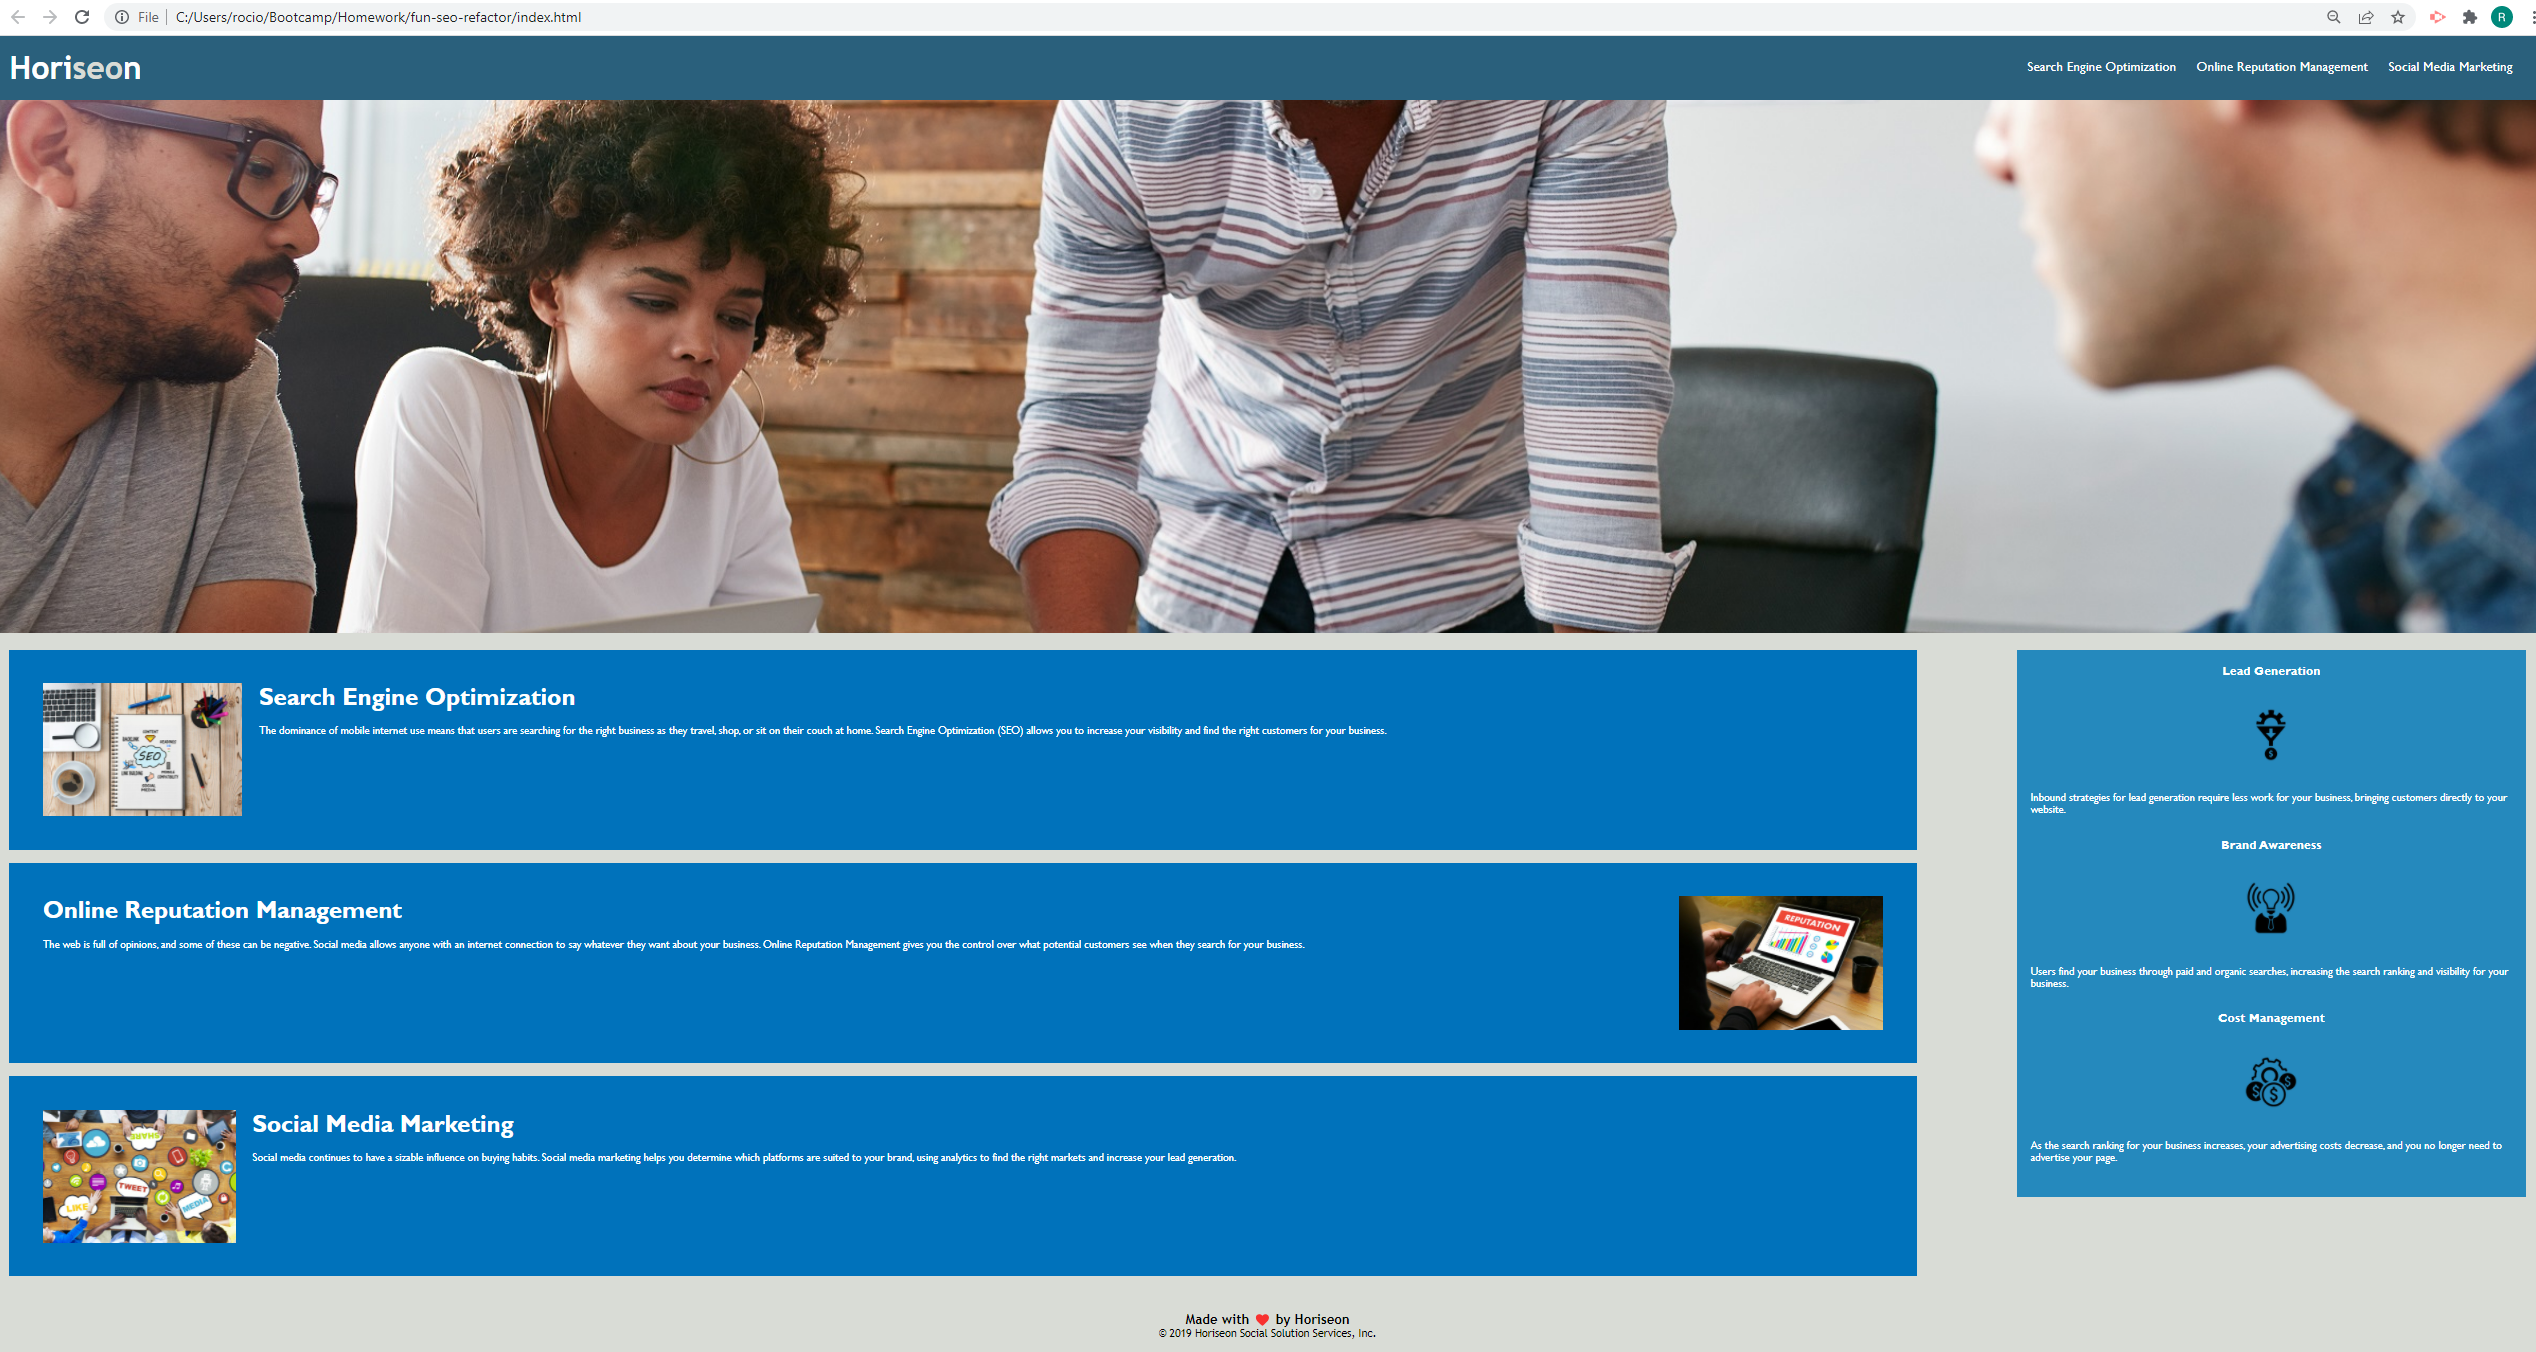 File C:/Users/rocio/Bootcamp/Homework/fun-seo-refactor/index.html
R
Horiseon
Search Engine Optimization Online Reputation Management Social Media Marketing
Search Engine Optimization
The dominance of mobile internet use means that users are searching for the right business as they travel, shop, or sit on their couch at home. Search Engine Optimization (SEO) allows you to increase your visibility and find the right customers for your business.
SEO
Online Reputation Management
The web is full of opinions, and some of these can be negative. Social media allows anyone with an internet connection to say whatever they want about your business. Online Reputation Management gives you the control over what potential customers see when they search for your business.
REPUTATION
Social Media Marketing
Social media continues to have a sizable influence on buying habits. Social media marketing helps you determine which platforms are suited to your brand, using analytics to find the right markets and increase your lead generation.
SHARE
TWEET
LIKE
MEDIA
Lead Generation
Inbound strategies for lead generation require less work for your business, bringing customers directly to your
website.
Brand Awareness
Users find your business through paid and organic searches, increasing the search ranking and visibility for your
business.
Cost Management
As the search ranking for your business increases, your advertising costs decrease, and you no longer need to
advertise your page.
Made with ❤️ by Horiseon
© 2019 Horiseon Social Solution Services, Inc.